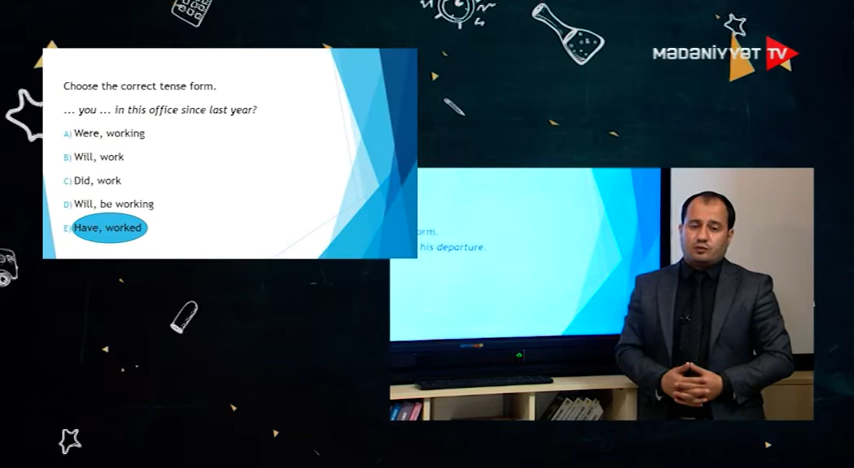 MƏDƏNİYYƏT TV
Choose the correct tense form.
... you ... in this office since last year?
A) Were, working
B) Will, work
C) Did, work
D) Will, be working
E) Have, worked
orm.
his departure.